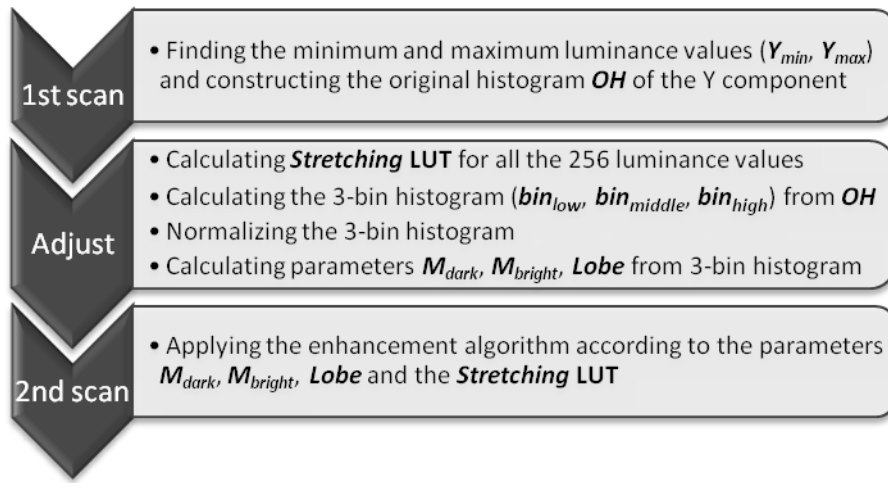 1st scan
• Finding the minimum and maximum luminance values (Ymin, Ymax)
and constructing the original histogram OH of the Y component
Adjust
• Calculating Stretching LUT for all the 256 luminance values
• Calculating the 3-bin histogram (binlow, binmiddle, binhigh) from OH
• Normalizing the 3-bin histogram
• Calculating parameters Mdark, Mbright, Lobe from 3-bin histogram
2nd scan
• Applying the enhancement algorithm according to the parameters
Mdark, Mbright, Lobe and the Stretching LUT